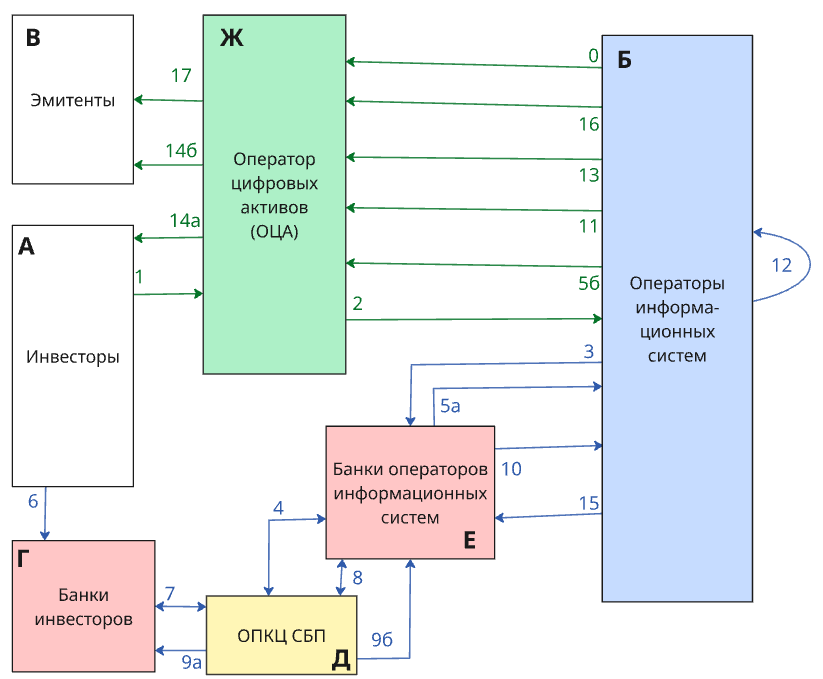 В
Эмитенты
17
14б
Ж
Оператор
цифровых
активов
(ОЦА)
Б
Операторы
информа-
ционных
систем
0
16
13
11
5б
2
12
А
Инвесторы
14а
1
3
5а
10
15
Банки операторов
информационных
систем
Е
6
4
8
9б
Г
Банки
инвесторов
7
9а
ОПКЦ СБП
Д